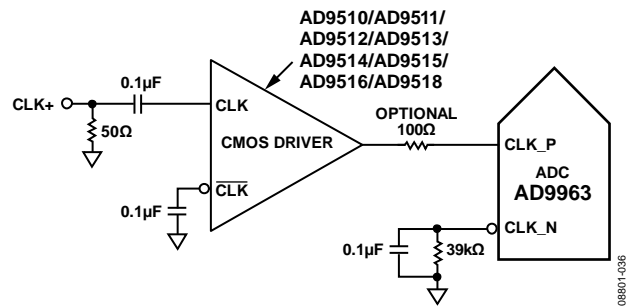 AD9510/AD9511/
AD9512/AD9513/
AD9514/AD9515/
AD9516/AD9518
0.1µF
CLK+
CLK
50Ω
CMOS DRIVER
CLK
0.1µF
OPTIONAL
100Ω
CLK_P
ADC
AD9963
CLK_N
0.1µF
39kΩ
08801-036